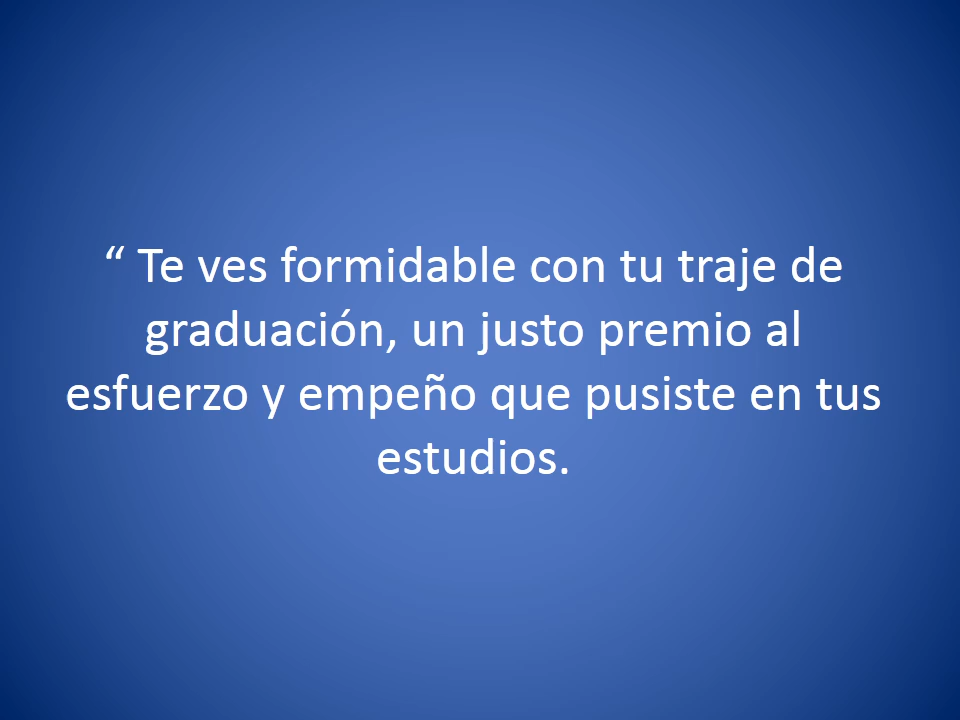 “ Te ves formidable con tu traje de
graduación, un justo premio al
esfuerzo y empeño que pusiste en tus
estudios.